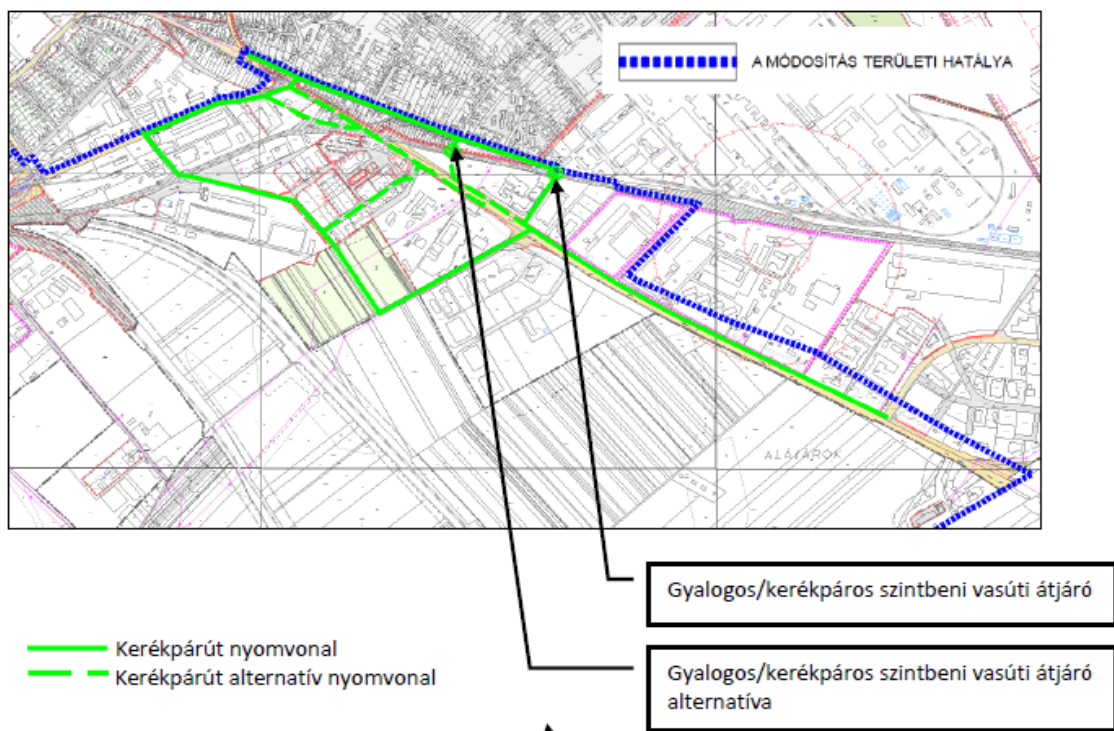 A MÓDOSÍTÁS TERÜLETI HATÁLYA
ALÁJÁROK
Gyalogos/kerékpáros szintbeni vasúti átjáró
Kerékpárút nyomvonal
Kerékpárút alternatív nyomvonal
Gyalogos/kerékpáros szintbeni vasúti átjáró
alternatíva